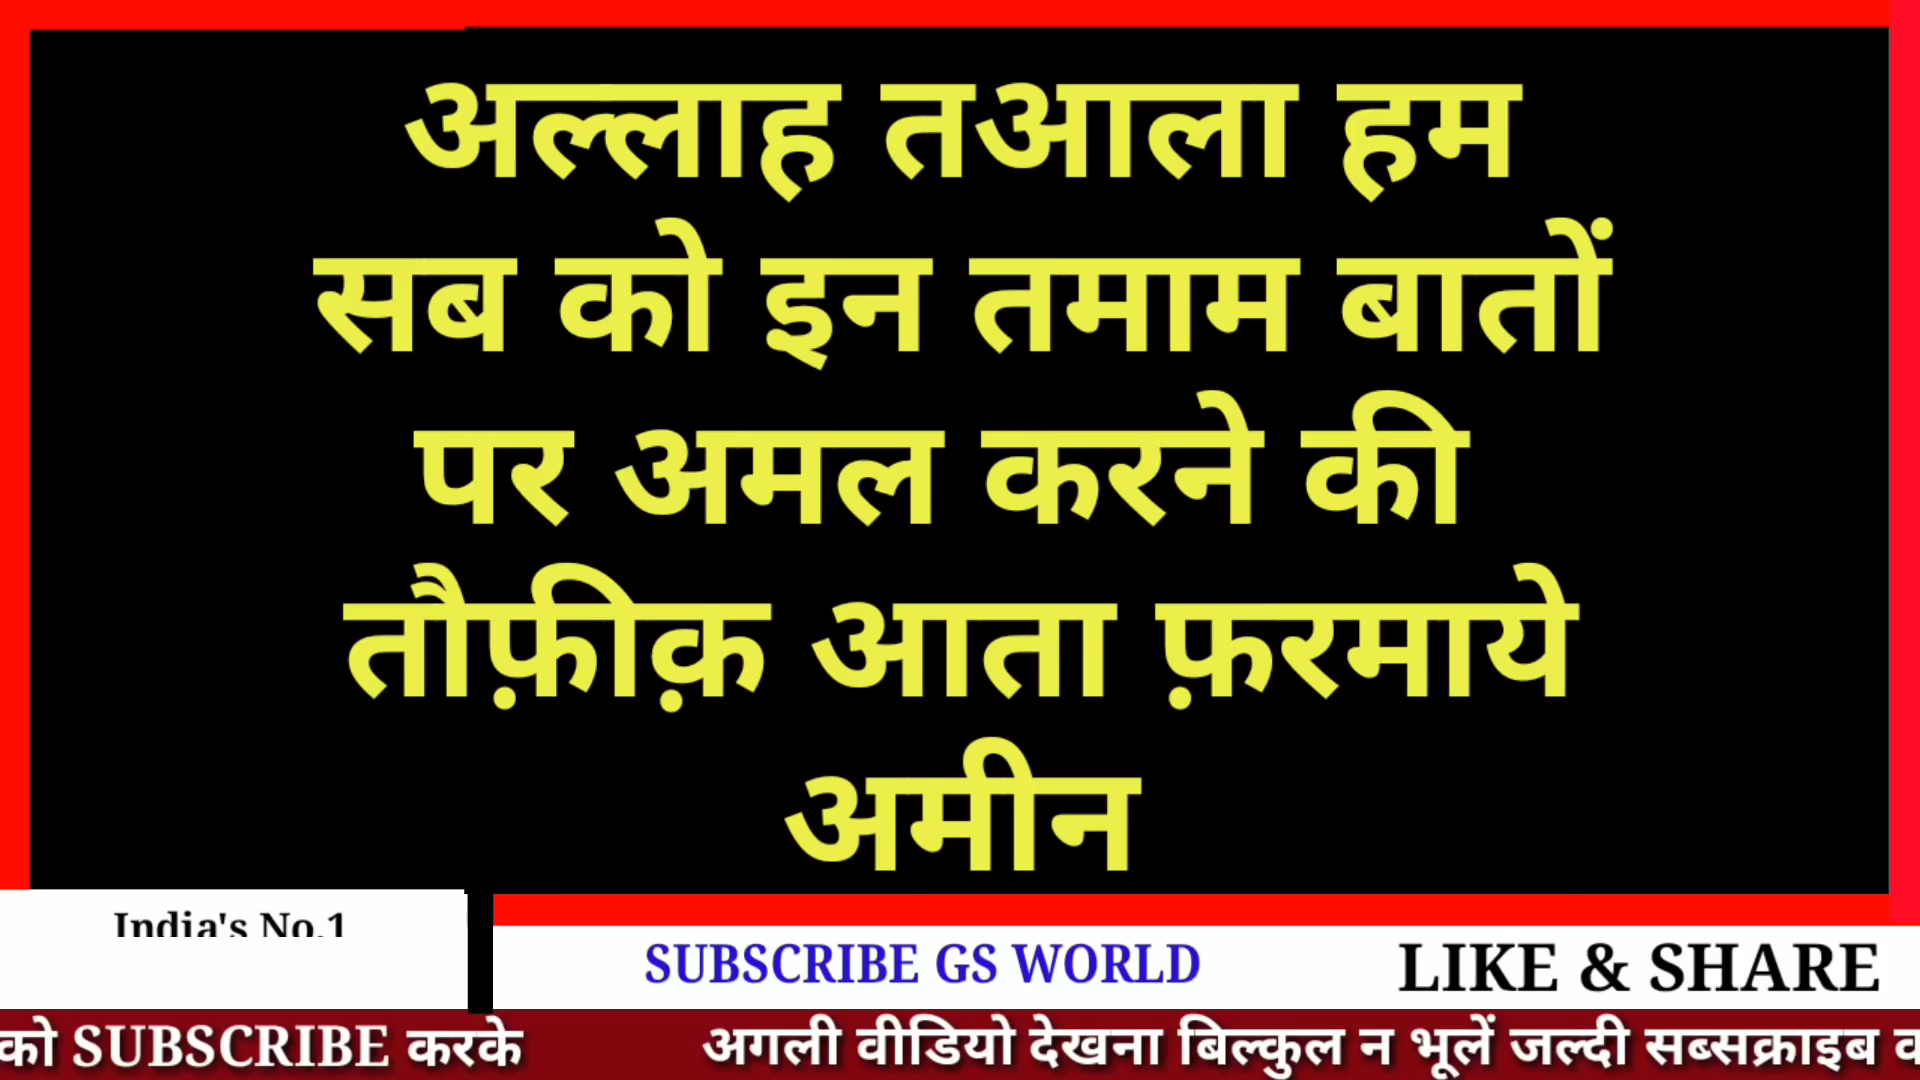 अल्लाह तआला हम
सब को इन तमाम बातों
पर अमल करने की
तौफ़ीक़ आता फ़रमाये
अमीन
India's No.1
SUBSCRIBE GS WORLD
LIKE & SHARE
को SUBSCRIBE करके अगली वीडियो देखना बिल्कुल न भूलें जल्दी सब्सक्राइब